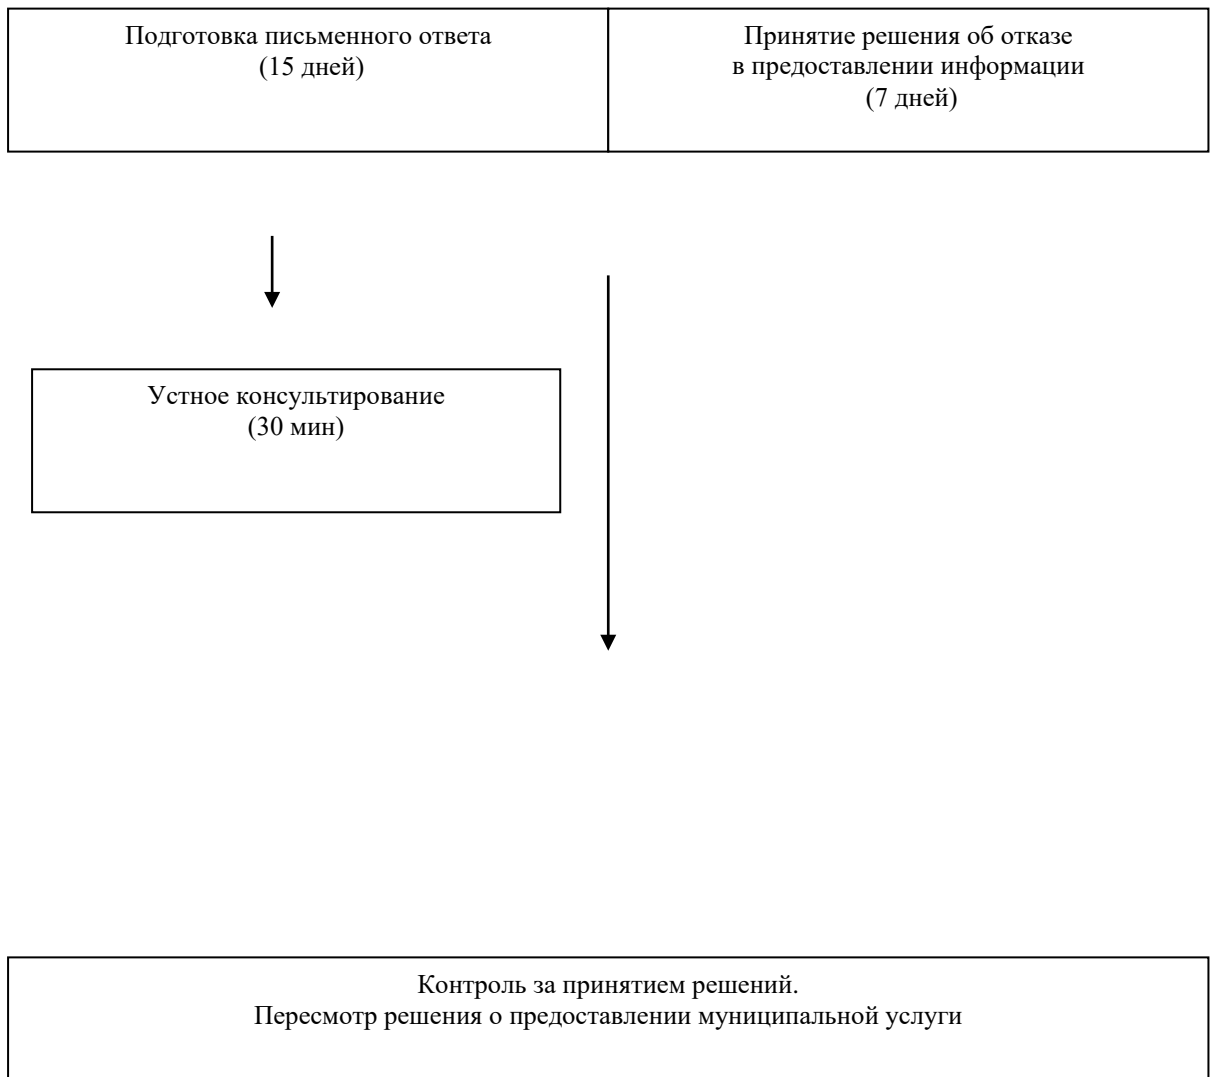 Подготовка письменного ответа
(15 дней)
Принятие решения об отказе
в предоставлении информации
(7 дней)
Устное консультирование
(30 мин)
Контроль за принятием решений.
Пересмотр решения о предоставлении муниципальной услуги